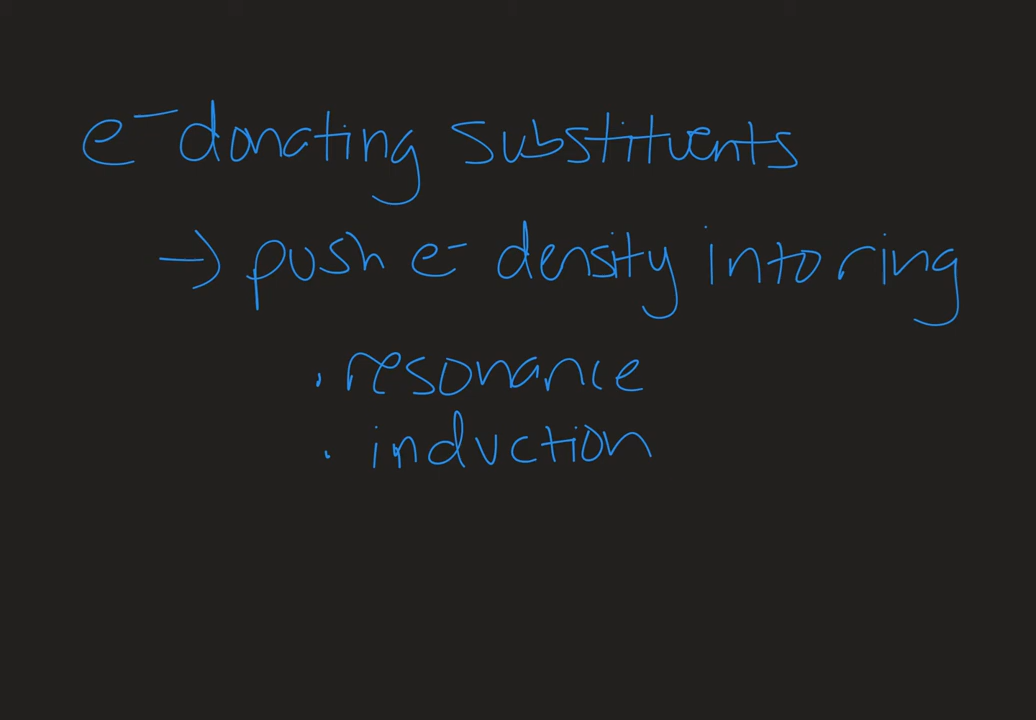 e⁻ donating substituents
→ push e⁻ density into ring
· resonance
· induction